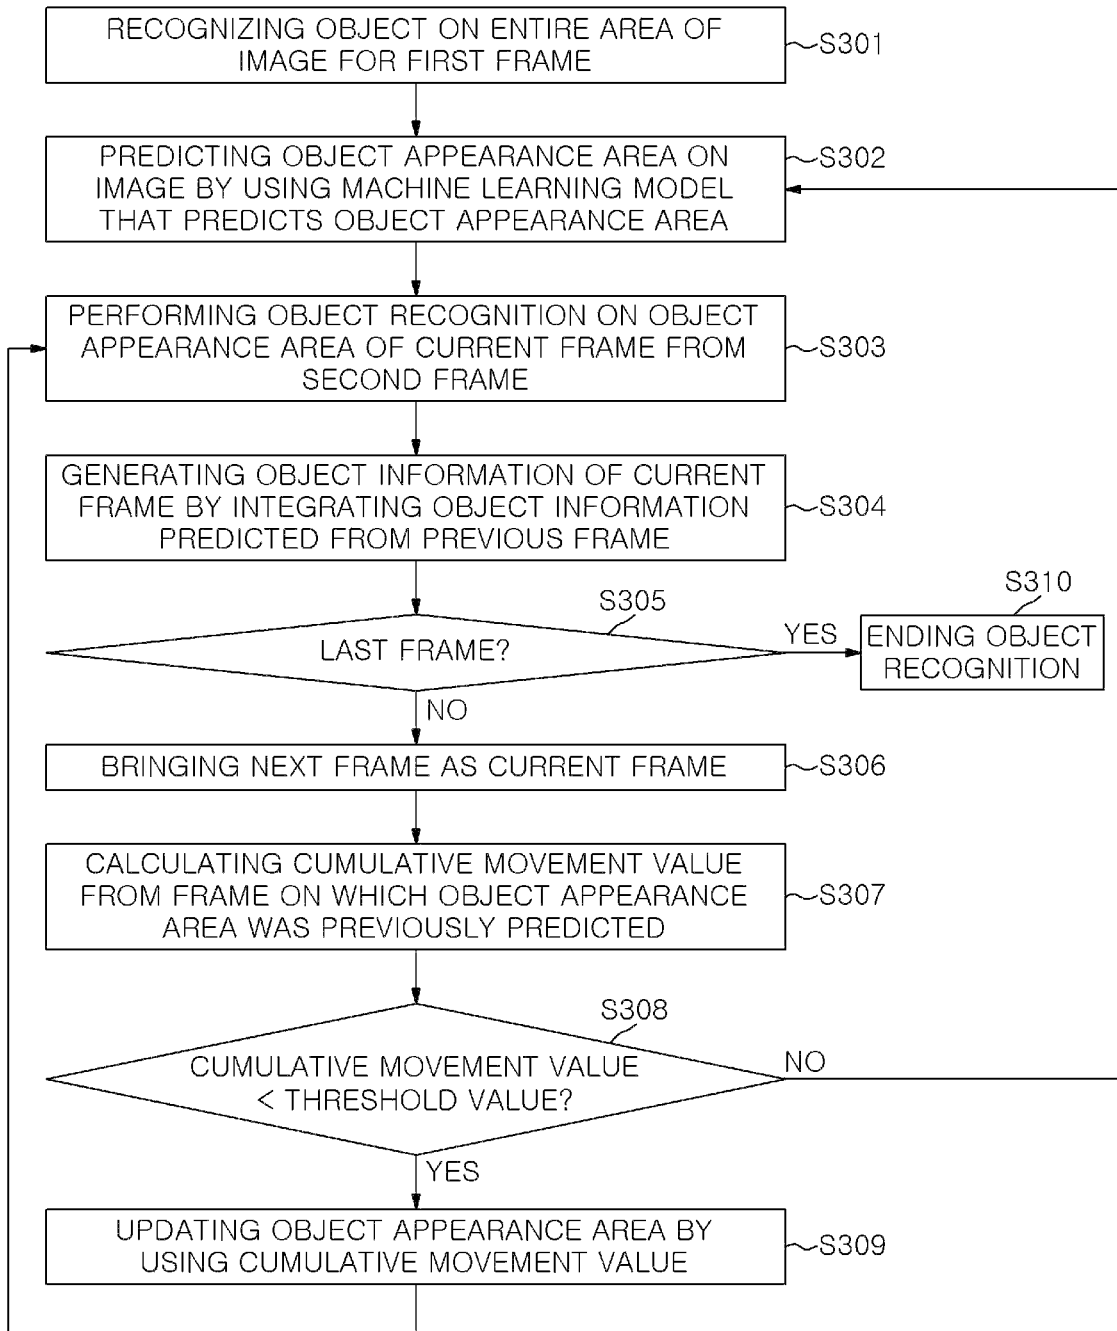 RECOGNIZING OBJECT ON ENTIRE AREA OF
IMAGE FOR FIRST FRAME
S301
PREDICTING OBJECT APPEARANCE AREA ON
IMAGE BY USING MACHINE LEARNING MODEL
THAT PREDICTS OBJECT APPEARANCE AREA
S302
PERFORMING OBJECT RECOGNITION ON OBJECT
APPEARANCE AREA OF CURRENT FRAME FROM
SECOND FRAME
S303
GENERATING OBJECT INFORMATION OF CURRENT
FRAME BY INTEGRATING OBJECT INFORMATION
PREDICTED FROM PREVIOUS FRAME
S304
S305
LAST FRAME?
YES
S310
ENDING OBJECT
RECOGNITION
NO
BRINGING NEXT FRAME AS CURRENT FRAME
S306
CALCULATING CUMULATIVE MOVEMENT VALUE
FROM FRAME ON WHICH OBJECT APPEARANCE
AREA WAS PREVIOUSLY PREDICTED
S307
S308
CUMULATIVE MOVEMENT VALUE
< THRESHOLD VALUE?
NO
YES
UPDATING OBJECT APPEARANCE AREA BY
USING CUMULATIVE MOVEMENT VALUE
S309